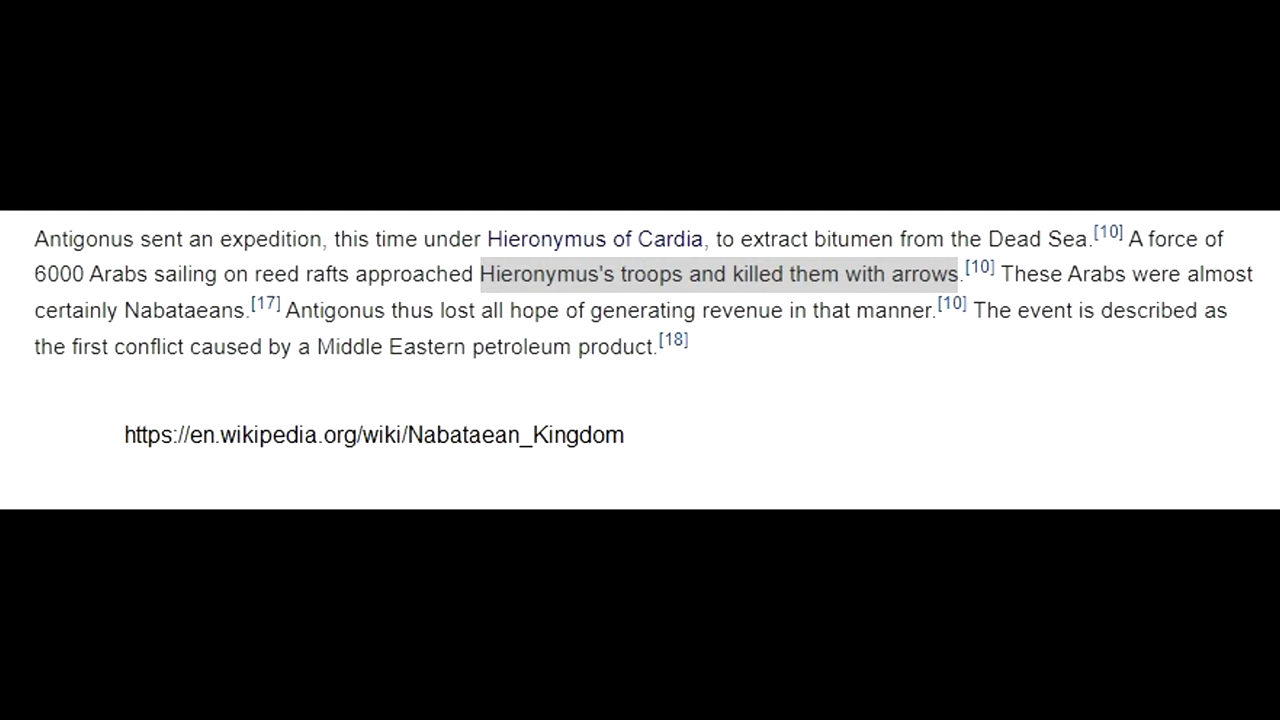 Antigonus sent an expedition, this time under Hieronymus of Cardia, to extract bitumen from the Dead Sea.[10] A force of
6000 Arabs sailing on reed rafts approached Hieronymus's troops and killed them with arrows.[10] These Arabs were almost
certainly Nabataeans.[17] Antigonus thus lost all hope of generating revenue in that manner.[10] The event is described as
the first conflict caused by a Middle Eastern petroleum product.[18]
https://en.wikipedia.org/wiki/Nabataean_Kingdom